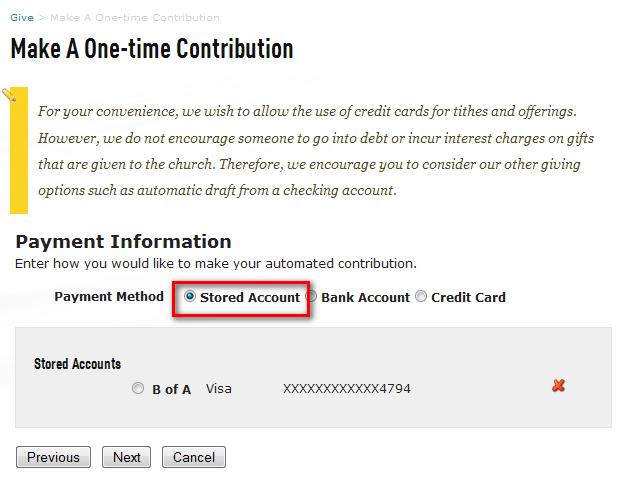 Give > Make A One-time Contribution
Make A One-time Contribution
For your convenience, we wish to allow the use of credit cards for tithes and offerings.
However, we do not encourage someone to go into debt or incur interest charges on gifts
that are given to the church. Therefore, we encourage you to consider our other giving
options such as automatic draft from a checking account.
Payment Information
Enter how you would like to make your automated contribution.
Payment Method Stored Account Bank Account Credit Card
Stored Accounts
B of A Visa XXXXXXXXXXXX4794
Previous Next Cancel